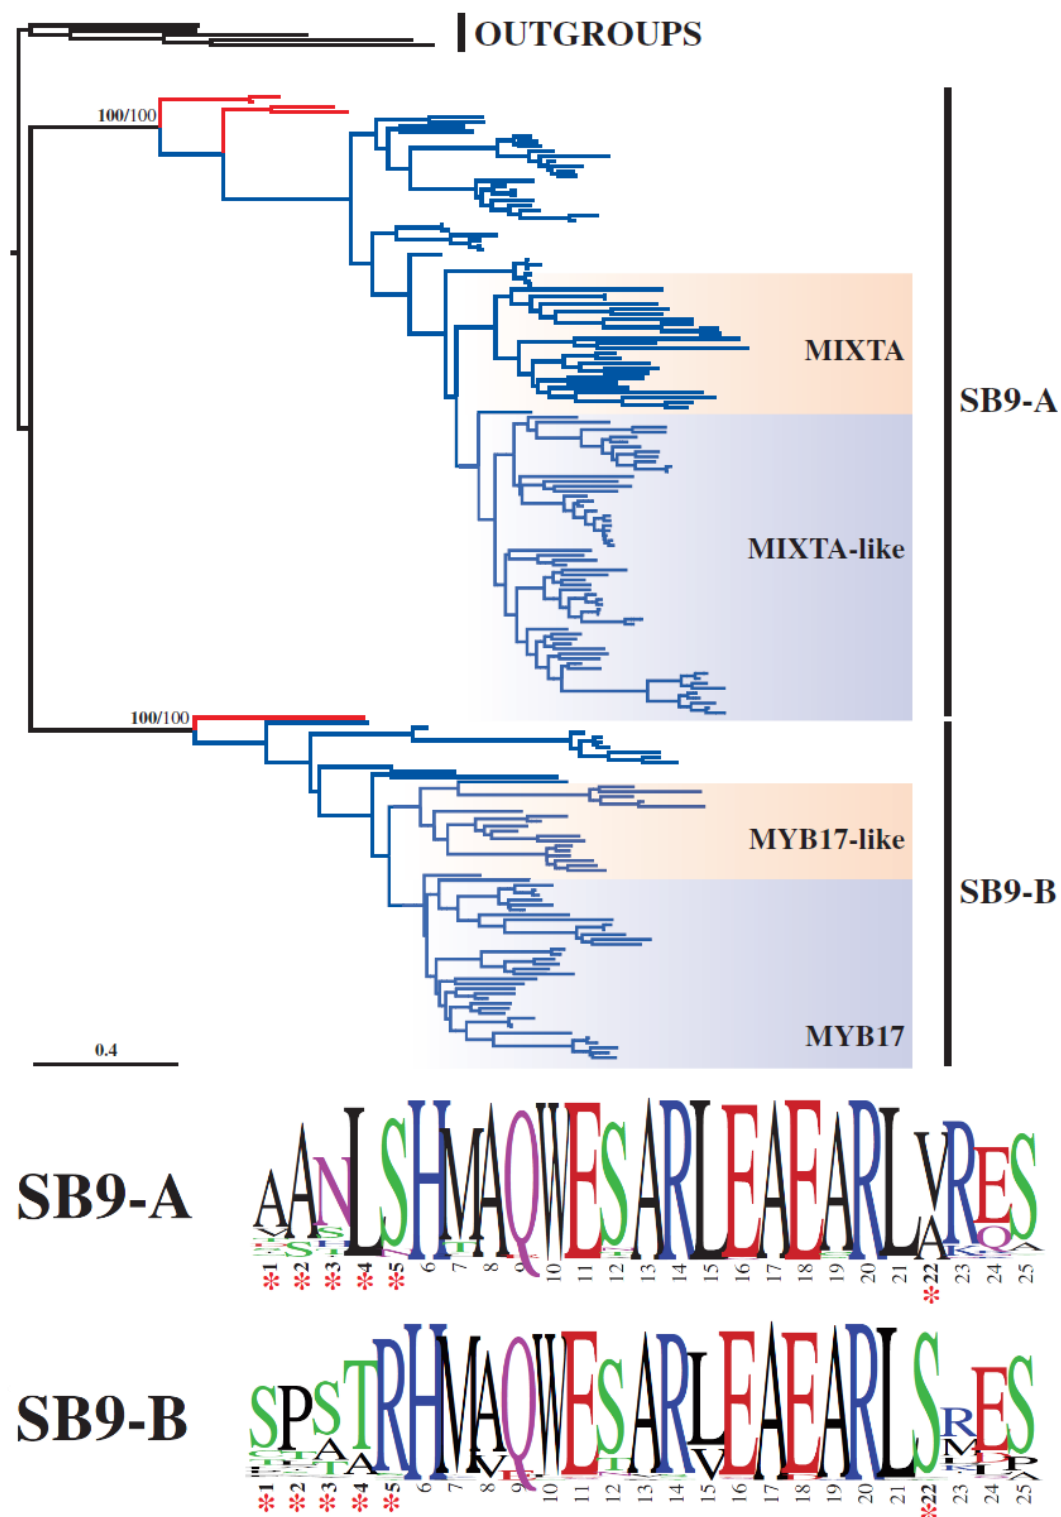 OUTGROUPS
100/100
MIXTA
SB9-A
MIXTA-like
100/100
MYB17-like
SB9-B
MYB17
0.4
SB9-A
AANLSHMAQWESARLEAEARLVRES
*1 *2 *3 *4 *5 6 7 8 9 10 11 12 13 14 15 16 17 18 19 20 21 *22 23 24 25
SB9-B
SPSTRHMAQWESARLEAEARLSRES
*1 *2 *3 *4 *5 6 7 8 9 10 11 12 13 14 15 16 17 18 19 20 21 *22 23 24 25